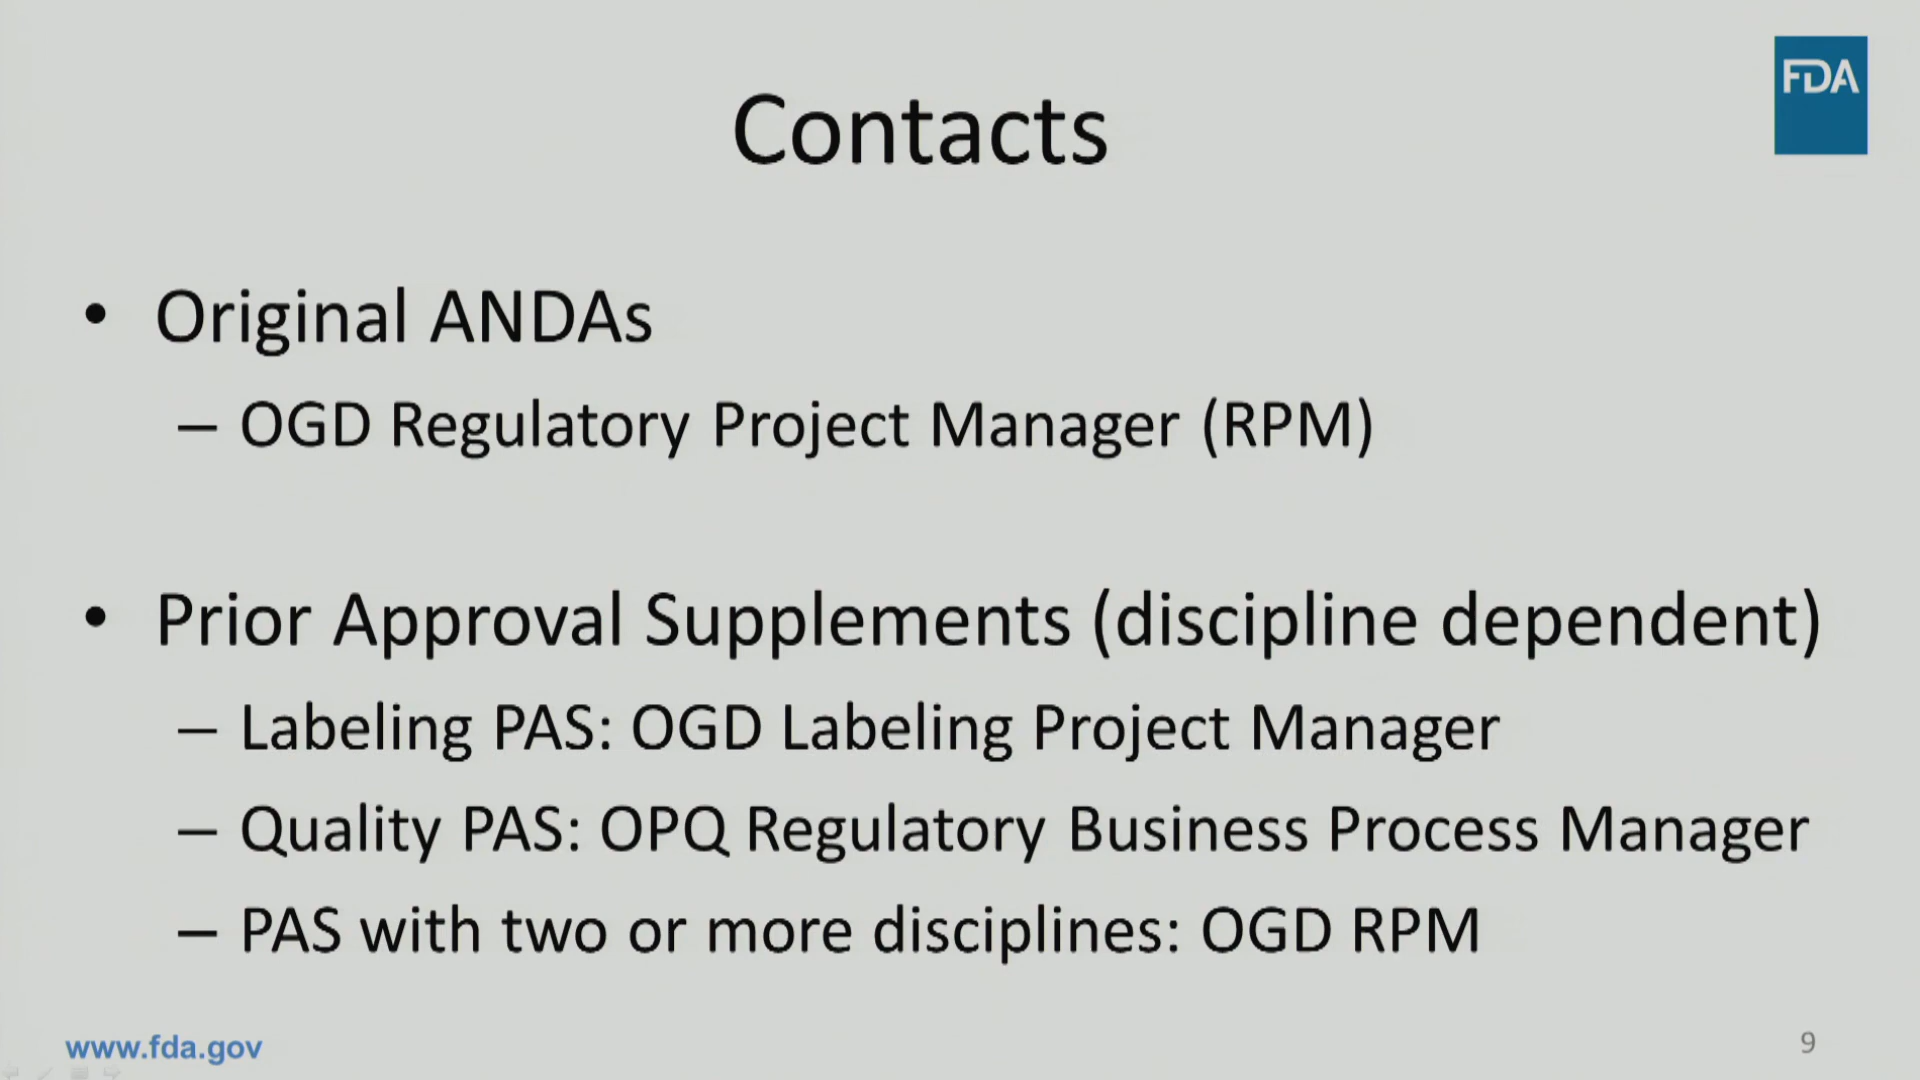 FDA
Contacts
• Original ANDAs
– OGD Regulatory Project Manager (RPM)
• Prior Approval Supplements (discipline dependent)
– Labeling PAS: OGD Labeling Project Manager
– Quality PAS: OPQ Regulatory Business Process Manager
– PAS with two or more disciplines: OGD RPM
www.fda.gov
9